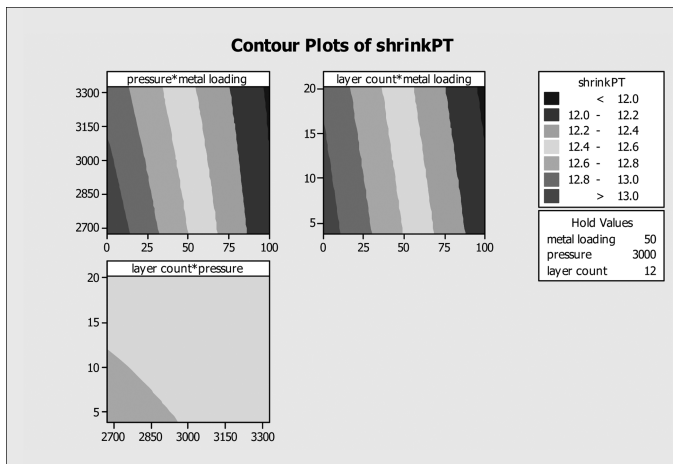 Contour Plots of shrinkPT
pressure*metal loading
3300
3150
3000
2850
2700
0 25 50 75 100
layer count*metal loading
20
15
10
5
0 25 50 75 100
layer count*pressure
20
15
10
5
2700 2850 3000 3150 3300
shrinkPT
< 12.0
12.0 - 12.2
12.2 - 12.4
12.4 - 12.6
12.6 - 12.8
12.8 - 13.0
> 13.0
Hold Values
metal loading 50
pressure 3000
layer count 12